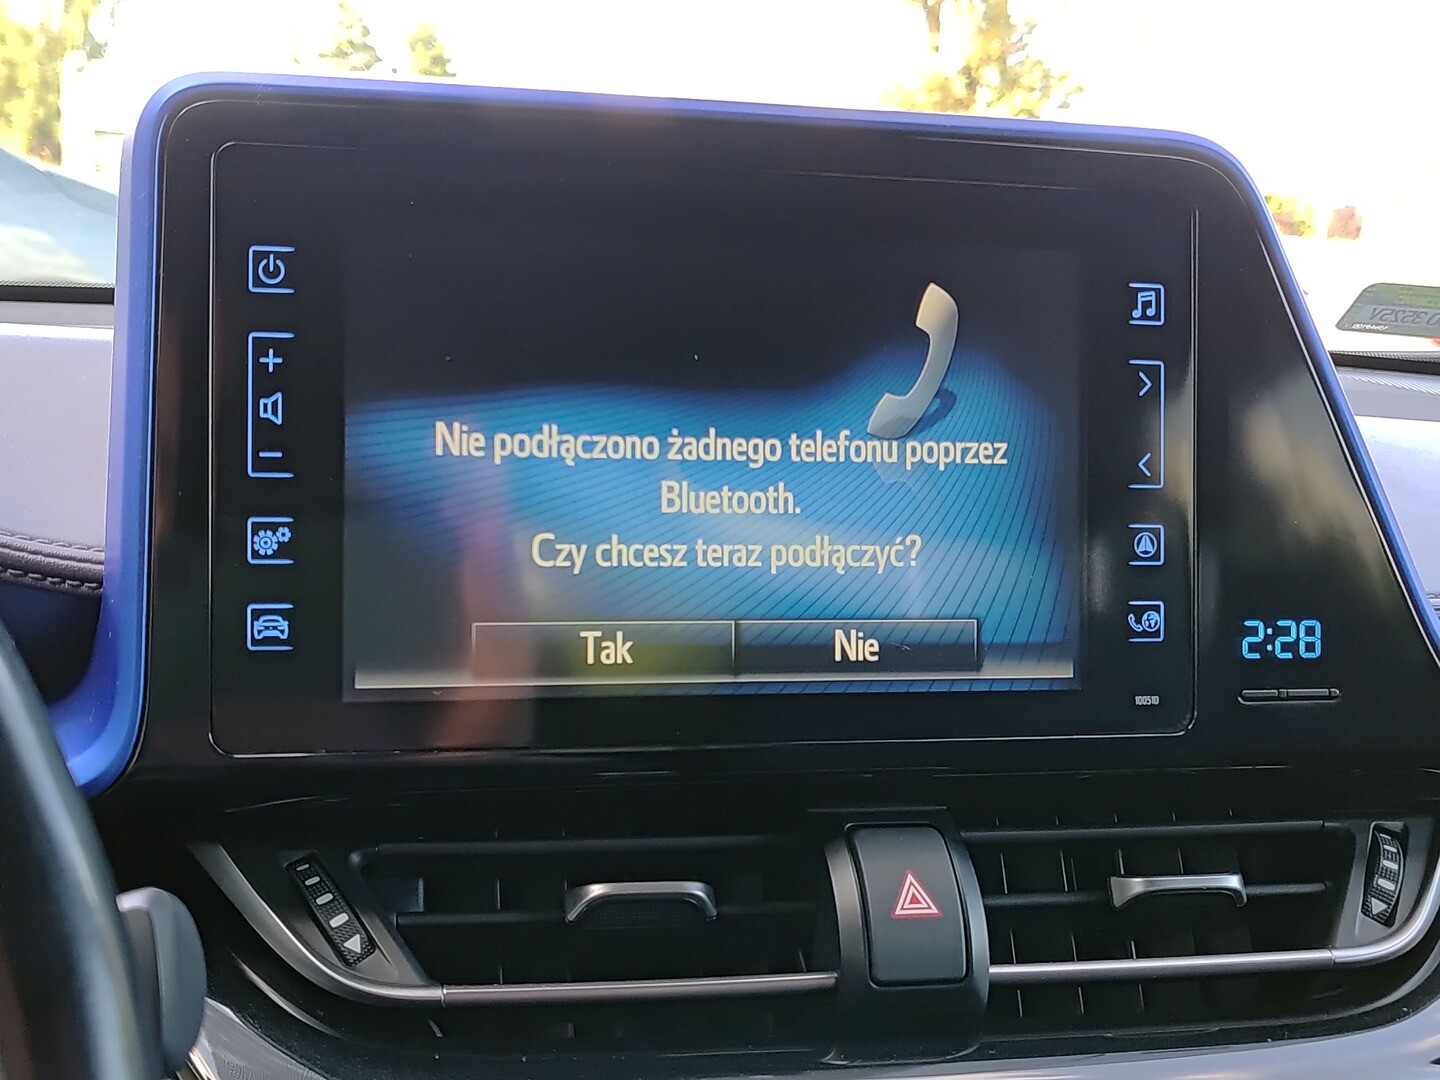 Nie podłączono żadnego telefonu poprzez
Bluetooth.
Czy chcesz teraz podłączyć?
Tak
Nie
2:28
100510